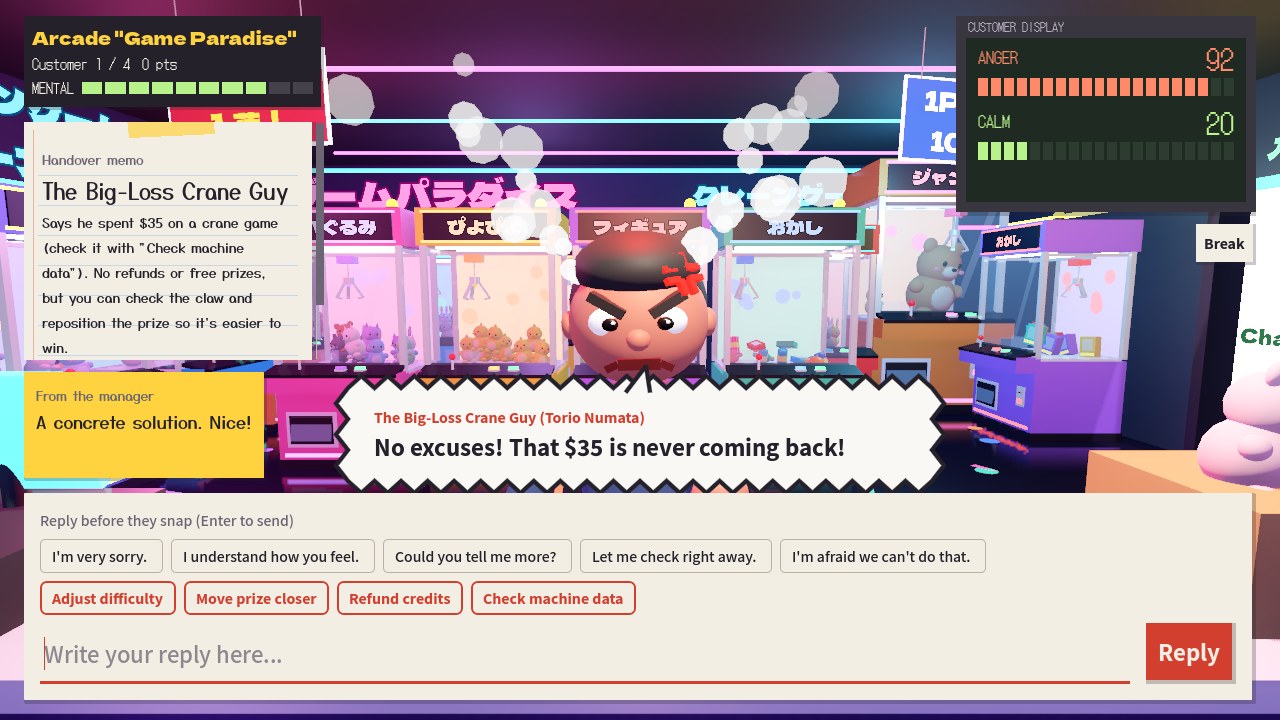 Arcade "Game Paradise"
Customer 1 / 4 0 pts
MENTAL
Handover memo
The Big-Loss Crane Guy
Says he spent $35 on a crane game
(check it with "Check machine
data"). No refunds or free prizes,
but you can check the claw and
reposition the prize so it's easier to
win.
From the manager
A concrete solution. Nice!
CUSTOMER DISPLAY
ANGER 92
CALM 20
Break
ームパラダイス
クレーンゲ
ぐるみ
フィギュア
おかし
ジャン
おかし
1P
10
Cha
The Big-Loss Crane Guy (Torio Numata)
No excuses! That $35 is never coming back!
Reply before they snap (Enter to send)
I'm very sorry.
I understand how you feel.
Could you tell me more?
Let me check right away.
I'm afraid we can't do that.
Adjust difficulty
Move prize closer
Refund credits
Check machine data
Write your reply here...
Reply